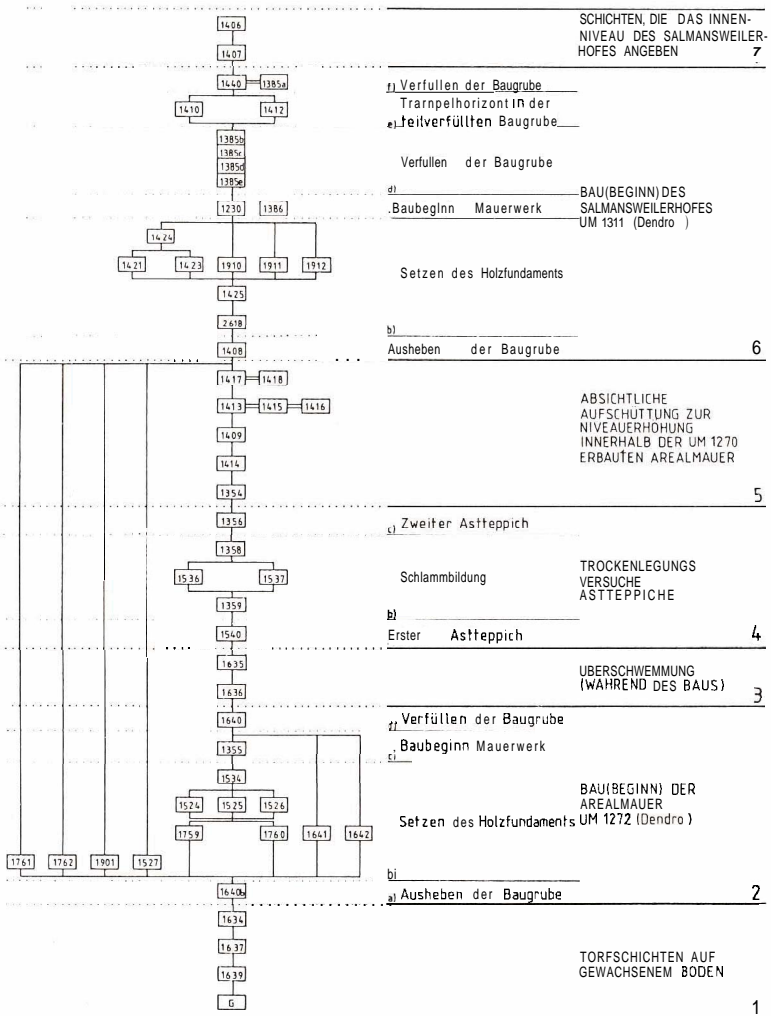 1406
SCHICHTEN, DIE DAS INNEN-
NIVEAU DES SALMANSWEILER-
HOFES ANGEBEN 7
1407
1440 1385a
f) Verfullen der Baugrube
1410 1412
Trarnpelhorizont in der
e) teilverfüllten Baugrube
1385b
1385c
1385d
1385e
Verfullen der Baugrube
d)
1230 1386
.Baubeginn Mauerwerk
BAU(BEGINN) DES
SALMANSWEILERHOFES
UM 1311 (Dendro )
1424
1421 1423 1910 1911 1912
Setzen des Holzfundaments
1425
2618
b)
1408
Ausheben der Baugrube 6
1417 1418
1413 1415 1416
1409
1414
1354
ABSICHTLICHE
AUFSCHÜTTUNG ZUR
NIVEAUERHOHUNG
INNERHALB DER UM 1270
ERBAUTEN AREALMAUER
5
1356
c) Zweiter Astteppich
1358
1536 1537
Schlammbildung
TROCKENLEGUNGS
VERSUCHE
ASTTEPPICHE
1359
b)
1540
Erster Astteppich 4
1635
1636
UBERSCHWEMMUNG
(WAHREND DES BAUS) 3
1640
Verfüllen der Baugrube
1355
Baubeginn Mauerwerk
c)
1534
1524 1525 1526
1759 1760 1641 1642
Setzen des Holzfundaments
BAU(BEGINN) DER
AREALMAUER
UM 1272 (Dendro)
1761 1762 1901 1527
bi
1640b
a) Ausheben der Baugrube 2
1634
1637
1639
G
TORFSCHICHTEN AUF
GEWACHSENEM BODEN
1